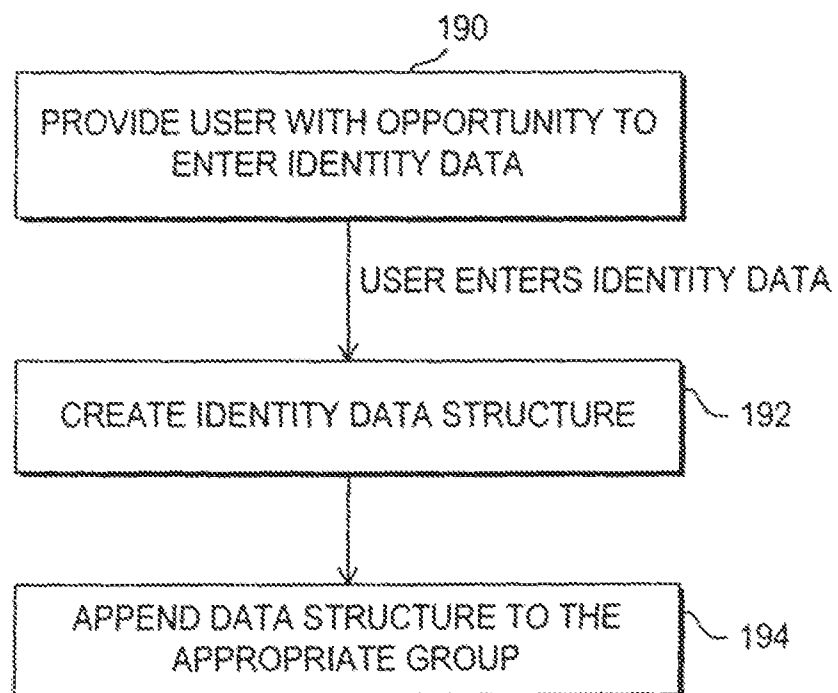 190
PROVIDE USER WITH OPPORTUNITY TO
ENTER IDENTITY DATA
USER ENTERS IDENTITY DATA
CREATE IDENTITY DATA STRUCTURE
192
APPEND DATA STRUCTURE TO THE
APPROPRIATE GROUP
194